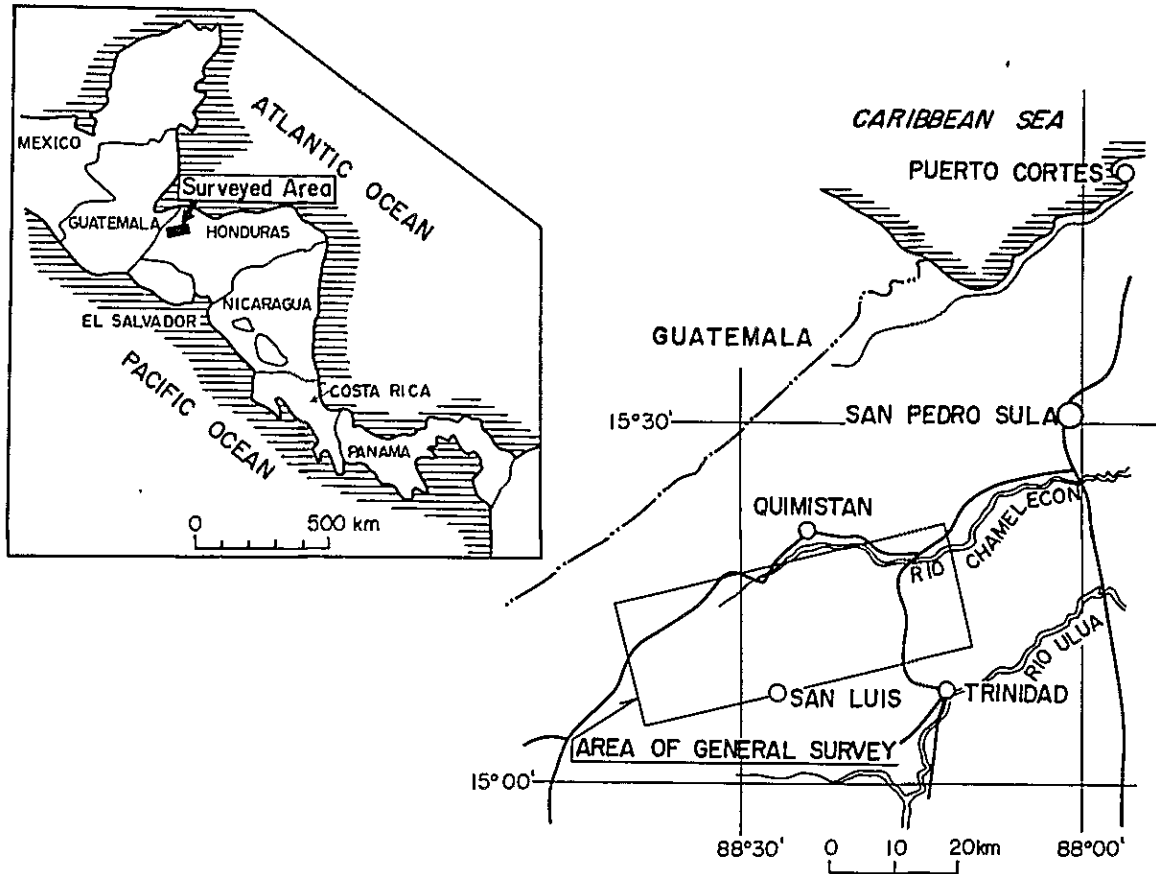 ATLANTIC OCEAN
MEXICO
Surveyed Area
GUATEMALA
HONDURAS
NICARAGUA
EL SALVADOR
PACIFIC OCEAN
COSTA RICA
PANAMA
0 500 km
CARIBBEAN SEA
PUERTO CORTES
GUATEMALA
SAN PEDRO SULA
15°30'
QUIMISTAN
RIO CHAMELECON
RIO ULUA
SAN LUIS
TRINIDAD
AREA OF GENERAL SURVEY
15°00'
88°30'
0 10 20km
88°00'